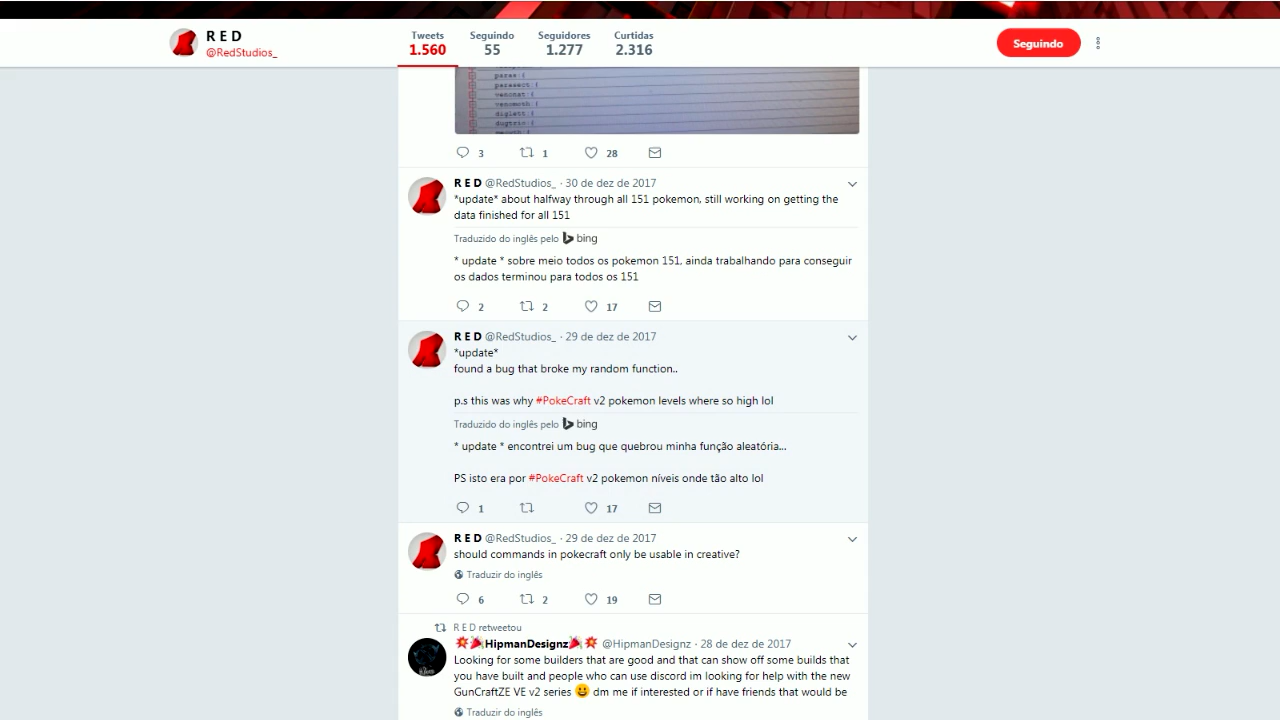 R E D
@RedStudios_
Tweets
1.560
Seguindo
55
Seguidores
1.277
Curtidas
2.316
Seguindo
paras:{
parasect:{
venonat:{
venomoth:{
diglett:{
dugtrio:{
3 1 28
R E D @RedStudios_ · 30 de dez de 2017
*update* about halfway through all 151 pokemon, still working on getting the
data finished for all 151
Traduzido do inglês pelo bing
* update * sobre meio todos os pokemon 151, ainda trabalhando para conseguir
os dados terminou para todos os 151
2 2 17
R E D @RedStudios_ · 29 de dez de 2017
*update*
found a bug that broke my random function..
p.s this was why #PokeCraft v2 pokemon levels where so high lol
Traduzido do inglês pelo bing
* update * encontrei um bug que quebrou minha função aleatória...
PS isto era por #PokeCraft v2 pokemon níveis onde tão alto lol
1 17
R E D @RedStudios_ · 29 de dez de 2017
should commands in pokecraft only be usable in creative?
Traduzir do inglês
6 2 19
R E D retweetou
HipmanDesignz @HipmanDesignz · 28 de dez de 2017
Looking for some builders that are good and that can show off some builds that
you have built and people who can use discord im looking for help with the new
GunCraftZE VE v2 series 😀 dm me if interested or if have friends that would be
Traduzir do inglês